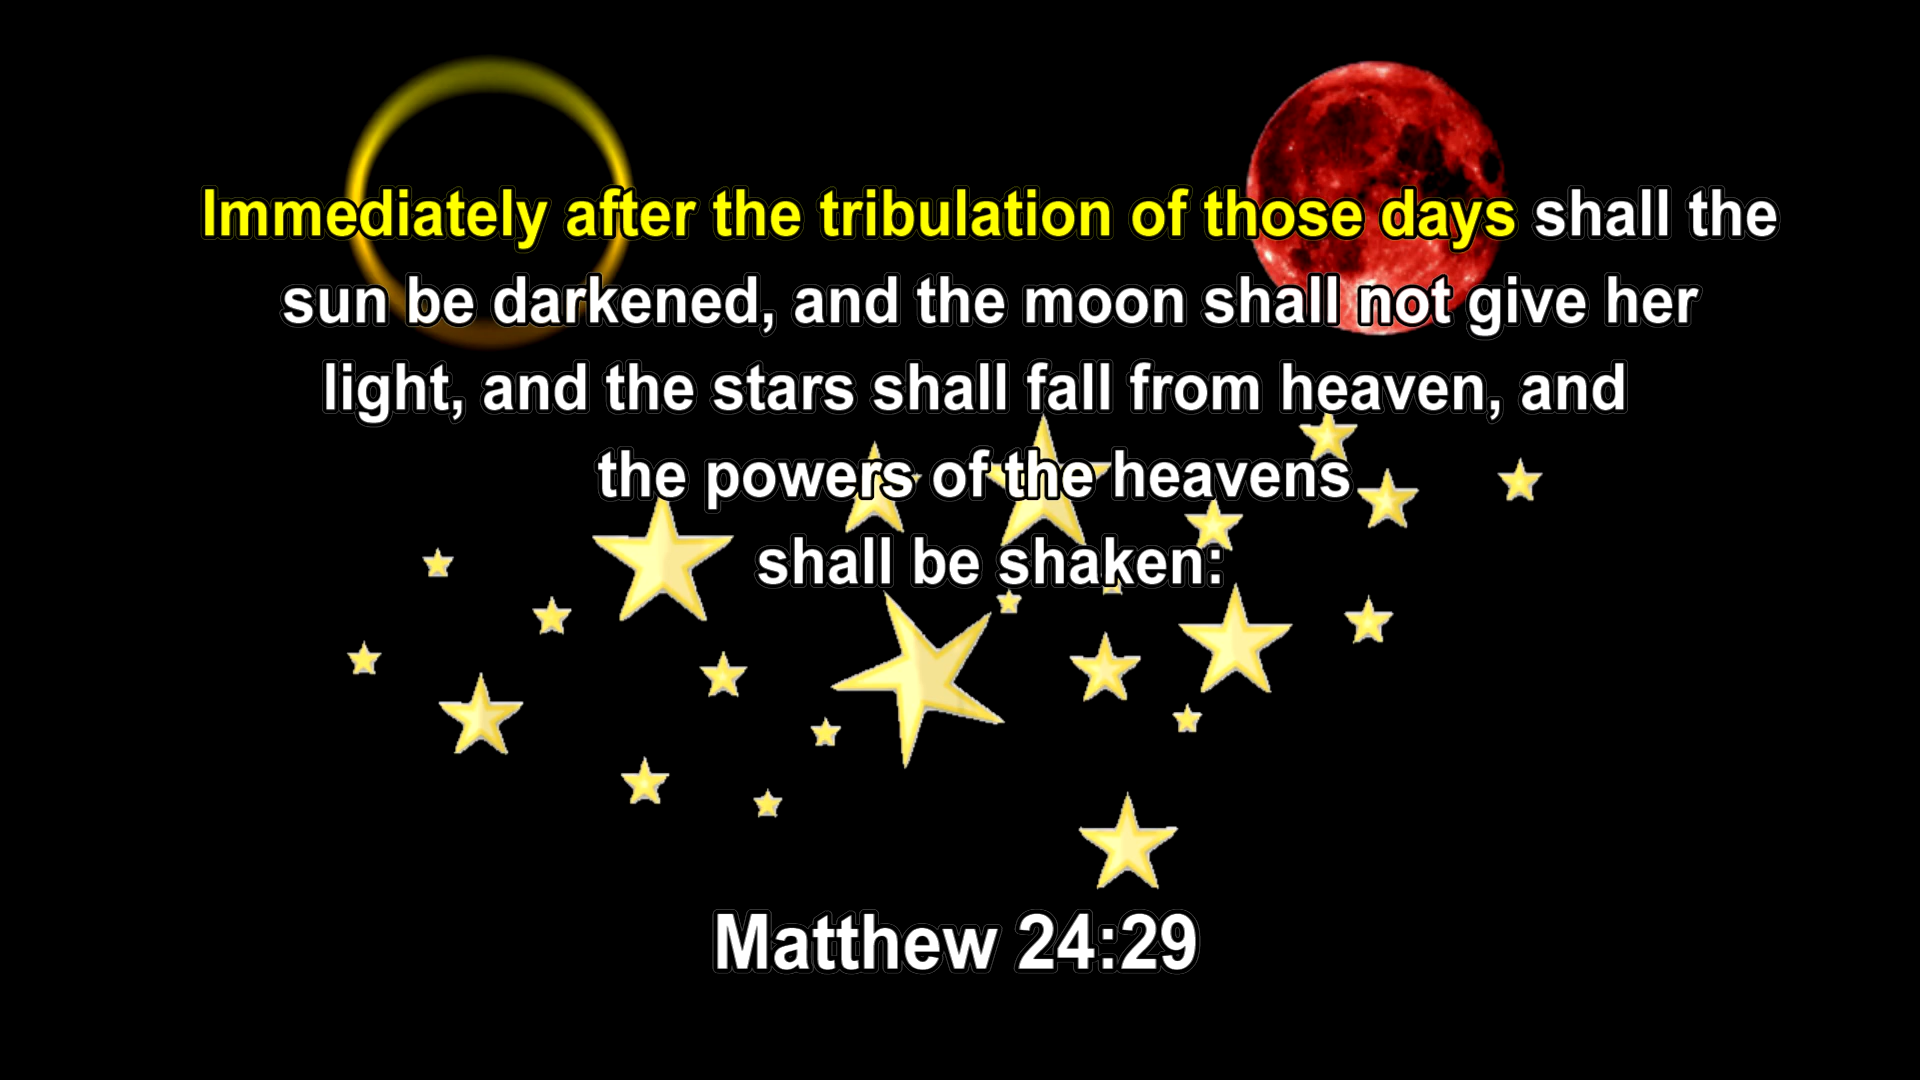 Immediately after the tribulation of those days shall the
sun be darkened, and the moon shall not give her
light, and the stars shall fall from heaven, and
the powers of the heavens
shall be shaken:
Matthew 24:29